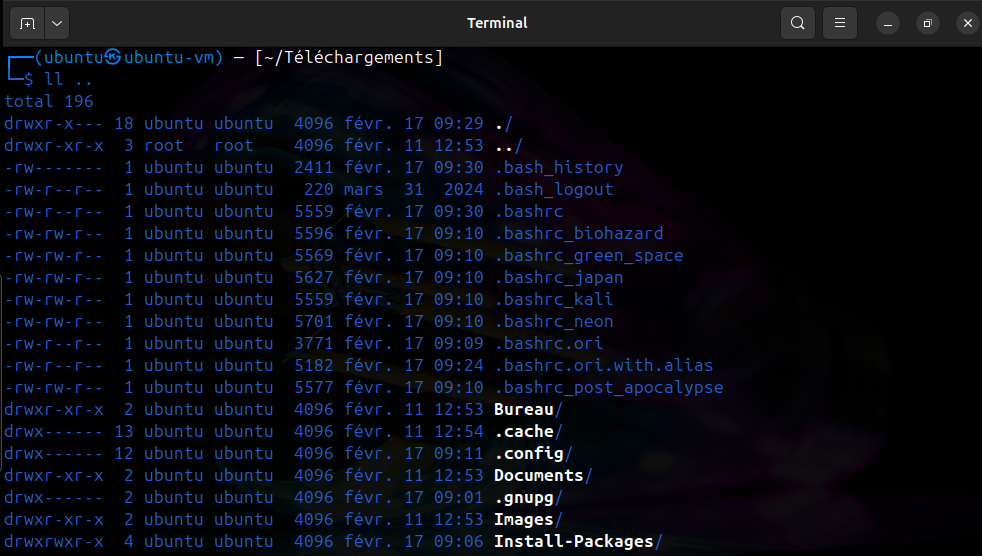 Terminal
┌──(ubuntu㉿ubuntu-vm) - [~/Téléchargements]
└─$ ll ..
total 196
drwxr-x--- 18 ubuntu ubuntu  4096 févr. 17 09:29 ./
drwxr-xr-x  3 root   root    4096 févr. 11 12:53 ../
-rw-------  1 ubuntu ubuntu  2411 févr. 17 09:30 .bash_history
-rw-r--r--  1 ubuntu ubuntu   220 mars  31  2024 .bash_logout
-rw-r--r--  1 ubuntu ubuntu  5559 févr. 17 09:30 .bashrc
-rw-rw-r--  1 ubuntu ubuntu  5596 févr. 17 09:10 .bashrc_biohazard
-rw-rw-r--  1 ubuntu ubuntu  5569 févr. 17 09:10 .bashrc_green_space
-rw-rw-r--  1 ubuntu ubuntu  5627 févr. 17 09:10 .bashrc_japan
-rw-rw-r--  1 ubuntu ubuntu  5559 févr. 17 09:10 .bashrc_kali
-rw-rw-r--  1 ubuntu ubuntu  5701 févr. 17 09:10 .bashrc_neon
-rw-r--r--  1 ubuntu ubuntu  3771 févr. 17 09:09 .bashrc.ori
-rw-r--r--  1 ubuntu ubuntu  5182 févr. 17 09:24 .bashrc.ori.with.alias
-rw-rw-r--  1 ubuntu ubuntu  5577 févr. 17 09:10 .bashrc_post_apocalypse
drwxr-xr-x  2 ubuntu ubuntu  4096 févr. 11 12:53 Bureau/
drwx------ 13 ubuntu ubuntu  4096 févr. 11 12:54 .cache/
drwx------ 12 ubuntu ubuntu  4096 févr. 17 09:11 .config/
drwxr-xr-x  2 ubuntu ubuntu  4096 févr. 11 12:53 Documents/
drwx------  2 ubuntu ubuntu  4096 févr. 17 09:01 .gnupg/
drwxr-xr-x  2 ubuntu ubuntu  4096 févr. 11 12:53 Images/
drwxrwxr-x  4 ubuntu ubuntu  4096 févr. 17 09:06 Install-Packages/